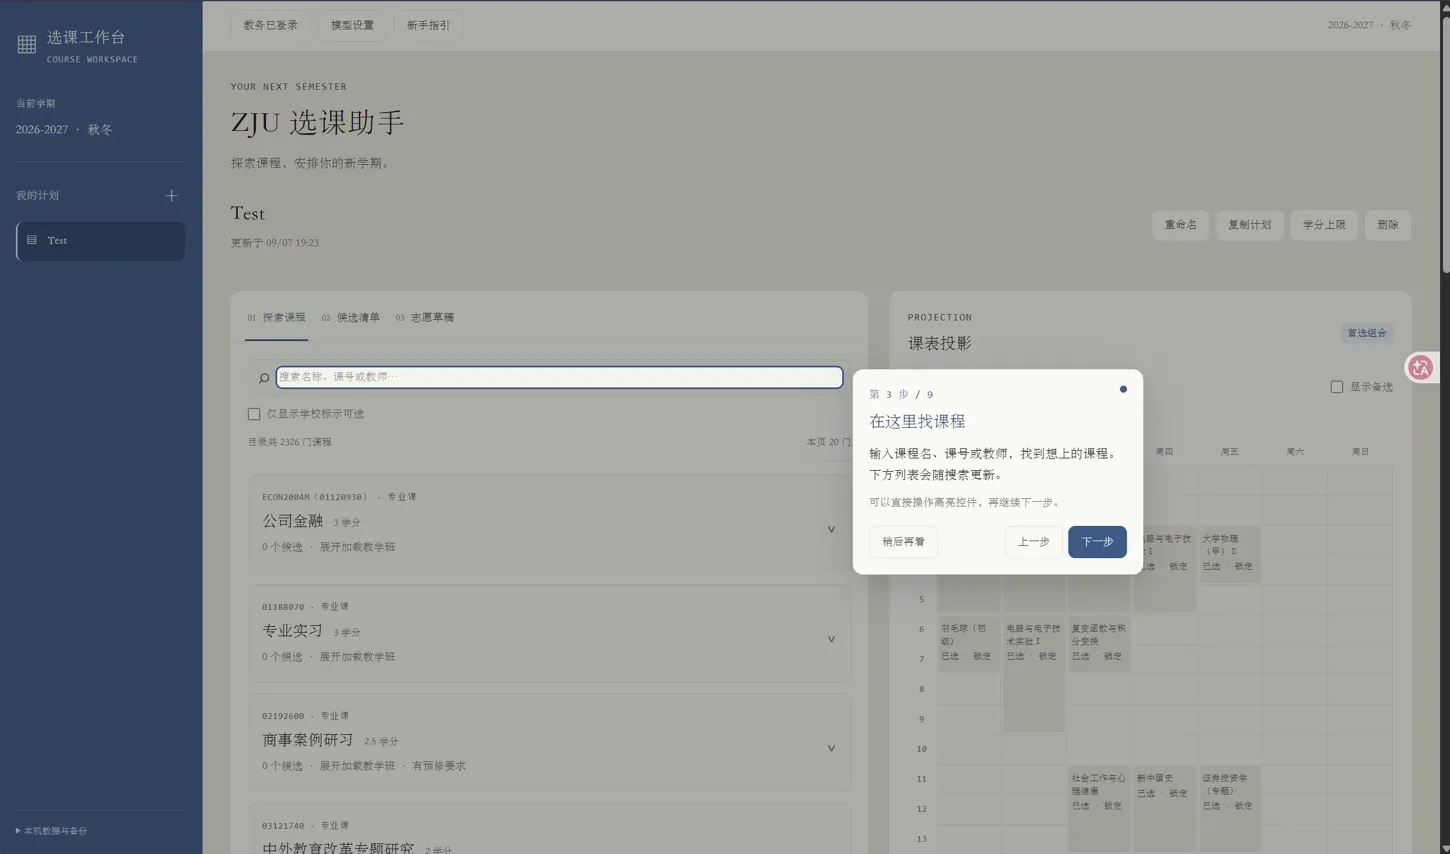 选课工作台
COURSE WORKSPACE
当前学期
2026-2027 · 秋冬
我的计划
Test
本机数据与备份
教务已登录
模型设置
新手指引
2026-2027 · 秋冬
YOUR NEXT SEMESTER
ZJU 选课助手
探索课程，安排你的新学期。
Test
更新于 09/07 19:23
重命名
复制计划
学分上限
删除
01 探索课程
02 候选清单
03 志愿草稿
搜索名称、课号或教师…
仅显示学校标示可选
目录共 2326 门课程
本页 20 门
ECON2004M（01120930） · 专业课
公司金融 3 学分
0 个候选 · 展开加载教学班
01188070 · 专业课
专业实习 3 学分
0 个候选 · 展开加载教学班
02192600 · 专业课
商事案例研习 2.5 学分
0 个候选 · 展开加载教学班 · 有预修要求
03121740 · 专业课
中外教育改革专题研究 2 学分
PROJECTION
课表投影
首选组合
显示备选
第 3 步 / 9
在这里找课程
输入课程名、课号或教师，找到想上的课程。
下方列表会随搜索更新。
可以直接操作高亮控件，再继续下一步。
稍后再看
上一步
下一步
周四
周五
周六
周日
路与电子技
I
选 · 锁定
大学物理
（甲）Ⅱ
已选 · 锁定
5
6
7
8
9
10
11
12
13
羽毛球（初
级）
已选 · 锁定
电路与电子技
术实验 I
已选 · 锁定
复变函数与积
分变换
已选 · 锁定
社会工作与心
理健康
已选 · 锁定
新中国史
已选 · 锁定
证券投资学
（专题）
已选 · 锁定